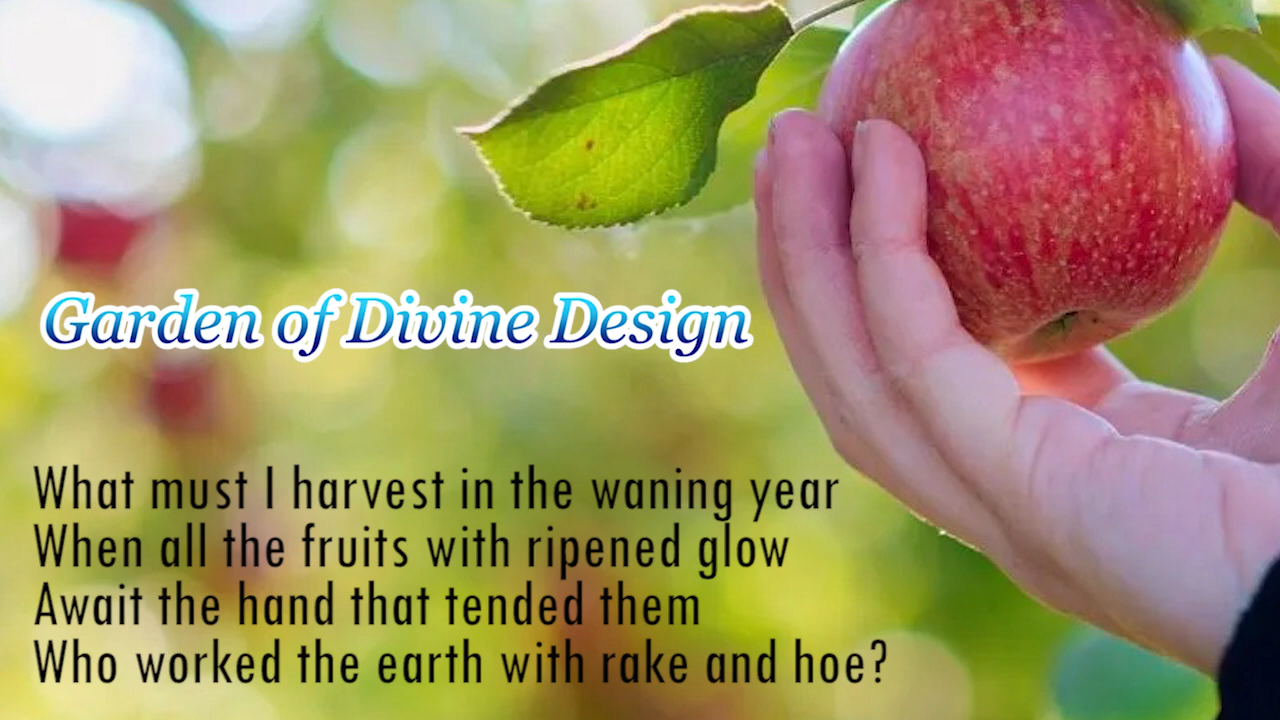 Garden of Divine Design
What must I harvest in the waning year
When all the fruits with ripened glow
Await the hand that tended them
Who worked the earth with rake and hoe?